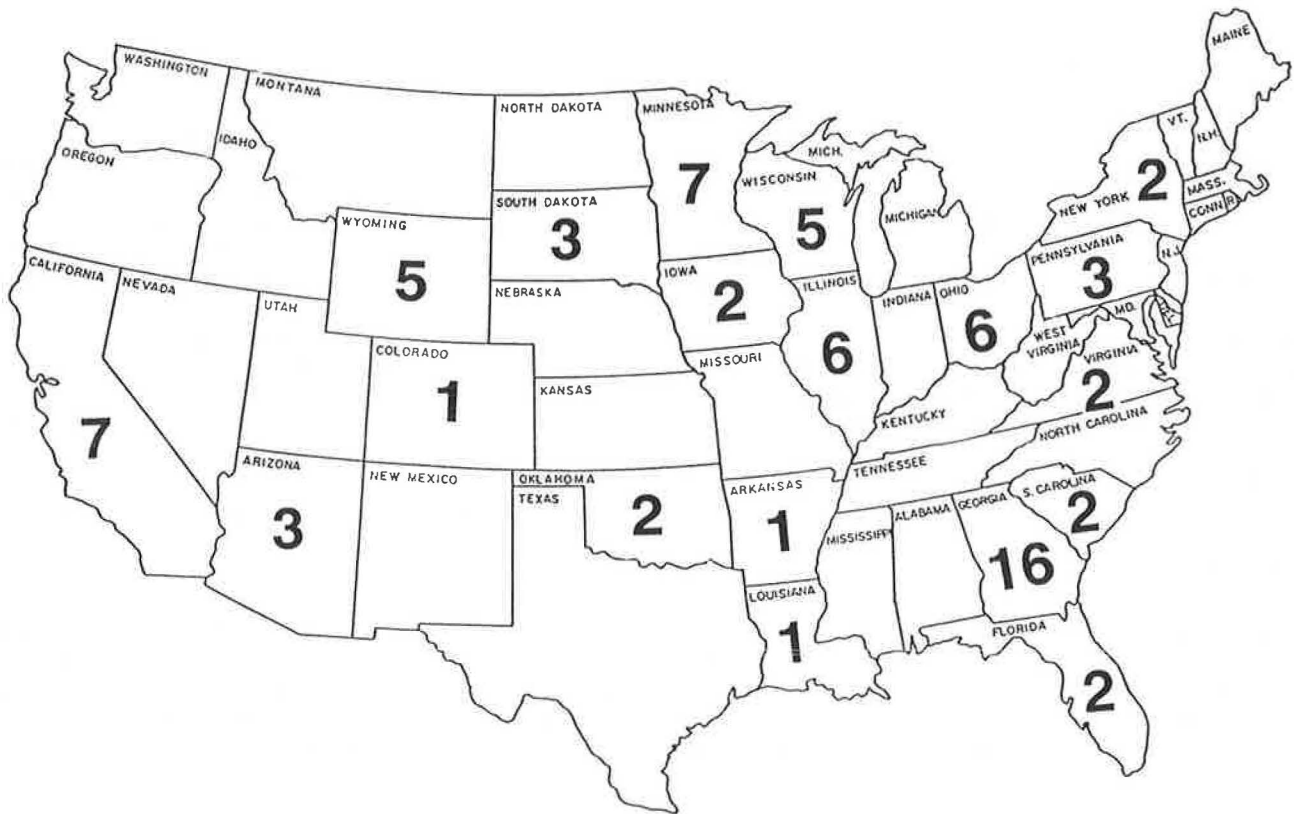 MAINE
WASHINGTON
MONTANA
NORTH DAKOTA
MINNESOTA
VT.
N.H.
IDAHO
MICH.
OREGON
7
WISCONSIN
2
MASS.
SOUTH DAKOTA
NEW YORK
CONN.
R.
WYOMING
3
5
MICHIGAN
PENNSYLVANIA
N.J.
CALIFORNIA
NEVADA
5
IOWA
3
UTAH
NEBRASKA
2
ILLINOIS
INDIANA
OHIO
MD.
6
6
WEST
VIRGINIA
VIRGINIA
COLORADO
MISSOURI
2
1
KANSAS
7
KENTUCKY
NORTH CAROLINA
ARIZONA
NEW MEXICO
OKLAHOMA
TENNESSEE
TEXAS
ARKANSAS
S. CAROLINA
GEORGIA
ALABAMA
3
2
1
MISSISSIPPI
2
16
LOUISIANA
FLORIDA
1
2